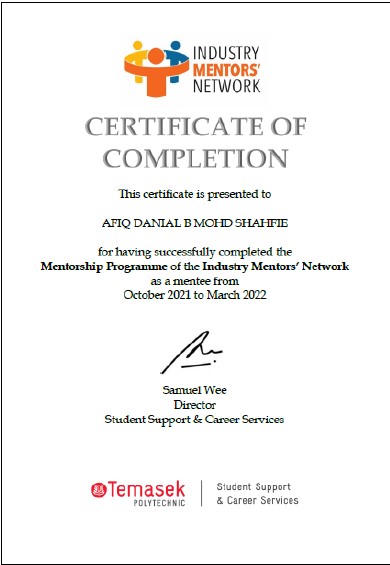 INDUSTRY
MENTORS'
NETWORK
CERTIFICATE OF
COMPLETION
This certificate is presented to
AFIQ DANIAL B MOHD SHAHFIE
for having successfully completed the
Mentorship Programme of the Industry Mentors' Network
as a mentee from
October 2021 to March 2022
Samuel Wee
Director
Student Support & Career Services
Temasek
POLYTECHNIC
Student Support
& Career Services